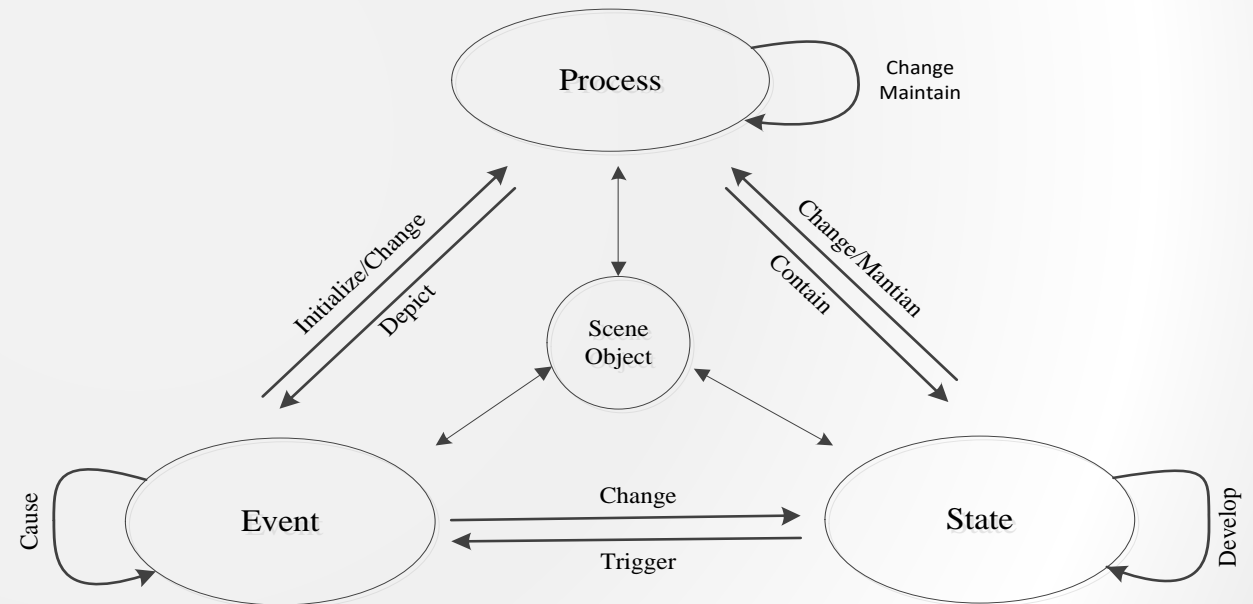 Process
Change
Maintain
Initialize/Change
Depict
Change/Mantian
Contain
Scene
Object
Cause
Event
Change
Trigger
State
Develop